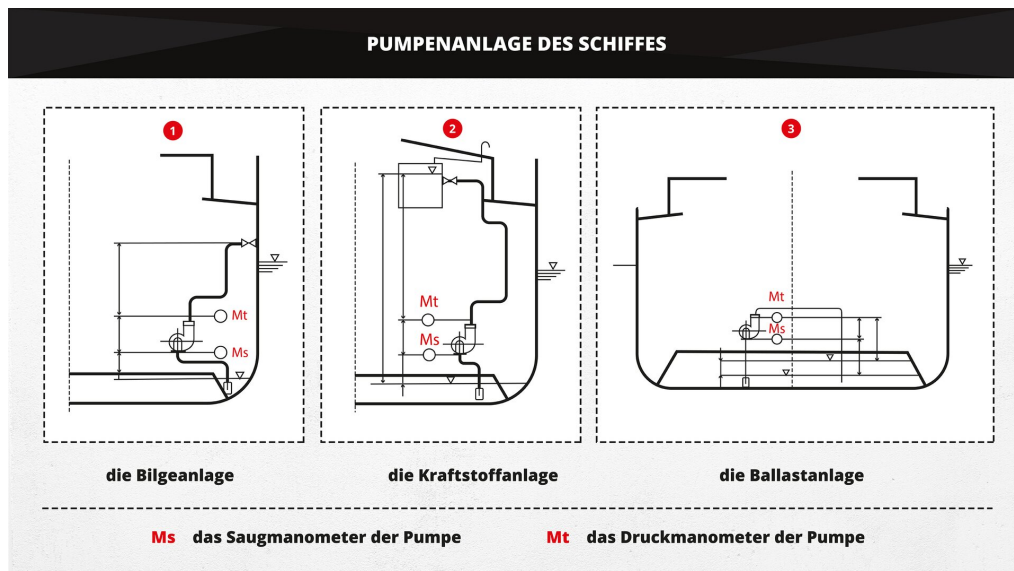 PUMPENANLAGE DES SCHIFFES
1
2
3
Mt
Ms
Mt
Ms
Mt
Ms
die Bilgeanlage
die Kraftstoffanlage
die Ballastanlage
Ms das Saugmanometer der Pumpe
Mt das Druckmanometer der Pumpe